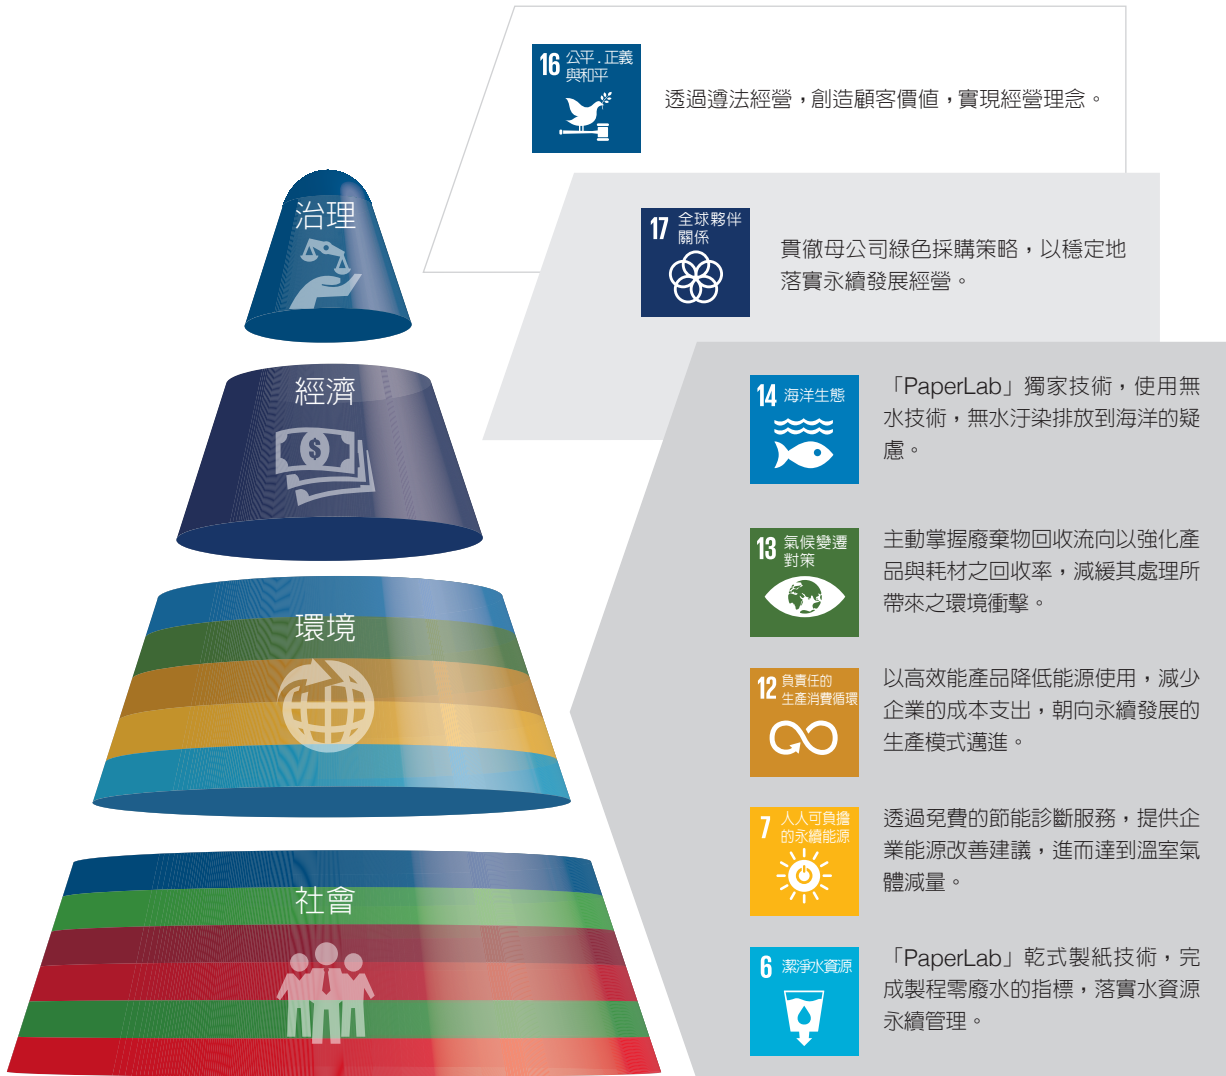 16 公平．正義
與和平
透過遵法經營，創造顧客價值，實現經營理念。
治理
17 全球夥伴
關係
貫徹母公司綠色採購策略，以穩定地
落實永續發展經營。
經濟
14 海洋生態
「PaperLab」獨家技術，使用無
水技術，無水汙染排放到海洋的疑
慮。
13 氣候變遷
對策
主動掌握廢棄物回收流向以強化產
品與耗材之回收率，減緩其處理所
帶來之環境衝擊。
環境
12 負責任的
生產消費循環
以高效能產品降低能源使用，減少
企業的成本支出，朝向永續發展的
生產模式邁進。
7 人人可負擔
的永續能源
透過免費的節能診斷服務，提供企
業能源改善建議，進而達到溫室氣
體減量。
社會
6 潔淨水資源
「PaperLab」乾式製紙技術，完
成製程零廢水的指標，落實水資源
永續管理。